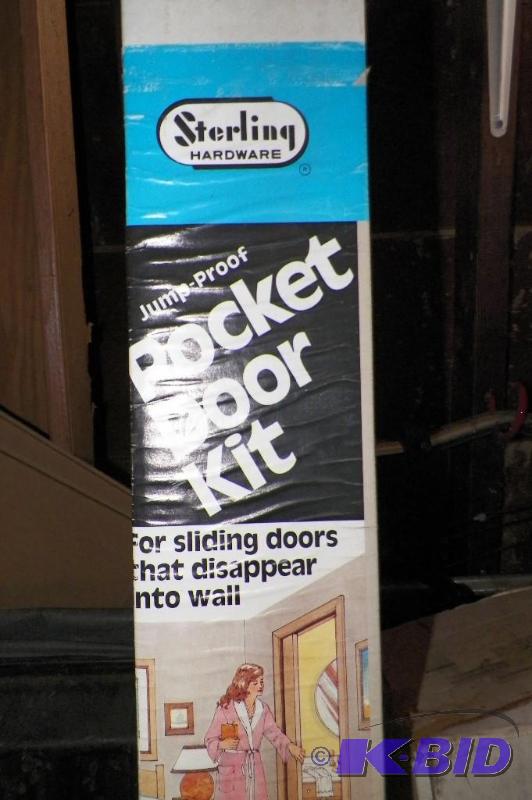 Sterling
HARDWARE
®
Jump-Proof
Pocket
Door
Kit
For sliding doors
that disappear
into wall
© K-BID